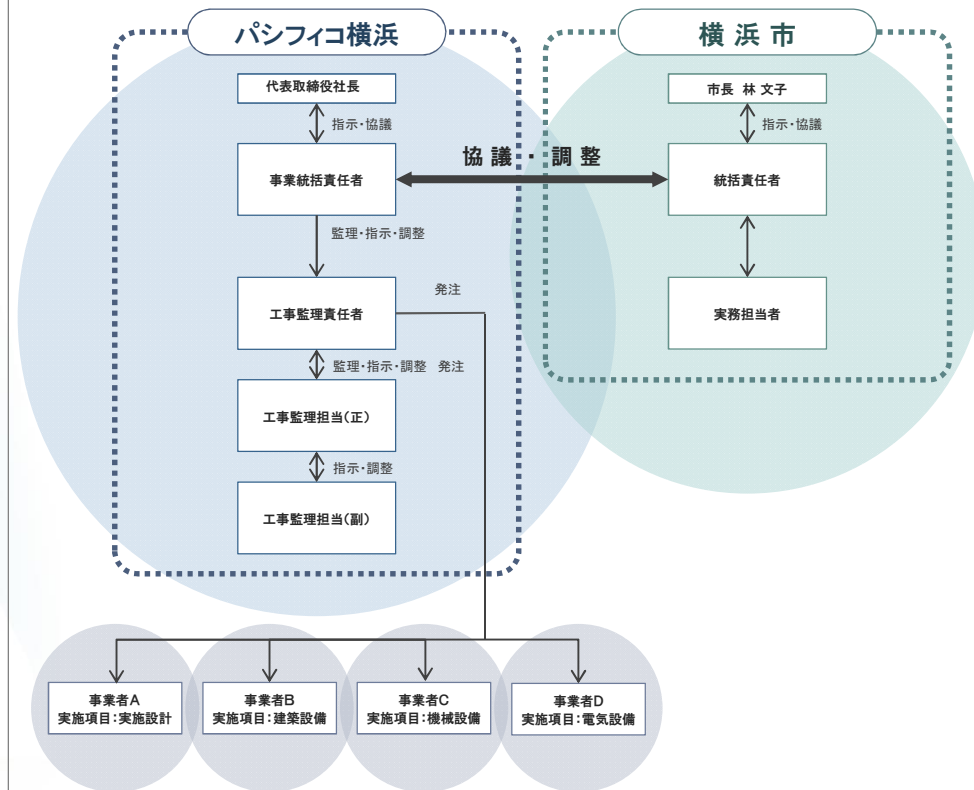 パシフィコ横浜
横浜市
代表取締役社長
市長 林 文子
指示・協議
指示・協議
協議・調整
事業統括責任者
統括責任者
監理・指示・調整
発注
工事監理責任者
実務担当者
監理・指示・調整 発注
工事監理担当(正)
指示・調整
工事監理担当(副)
事業者A
実施項目:実施設計
事業者B
実施項目:建築設備
事業者C
実施項目:機械設備
事業者D
実施項目:電気設備